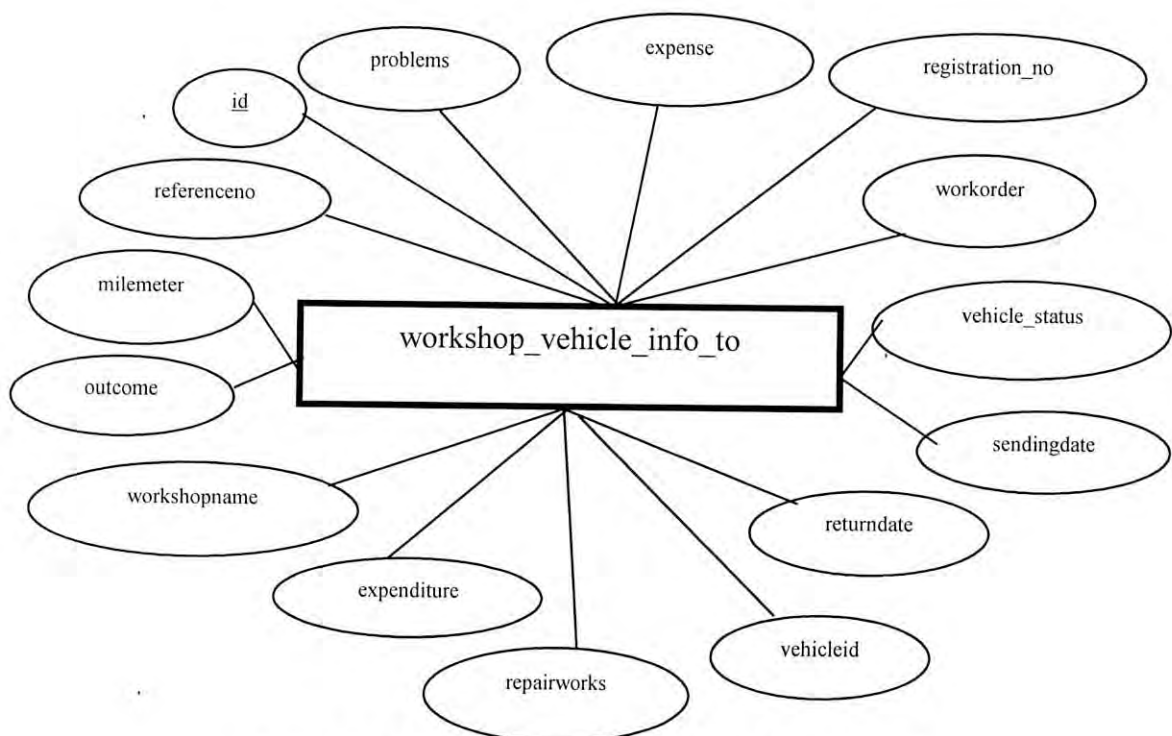 expense
problems
registration_no
id
workorder
referenceno
milemeter
vehicle_status
workshop_vehicle_info_to
outcome
sendingdate
workshopname
returndate
expenditure
vehicleid
repairworks